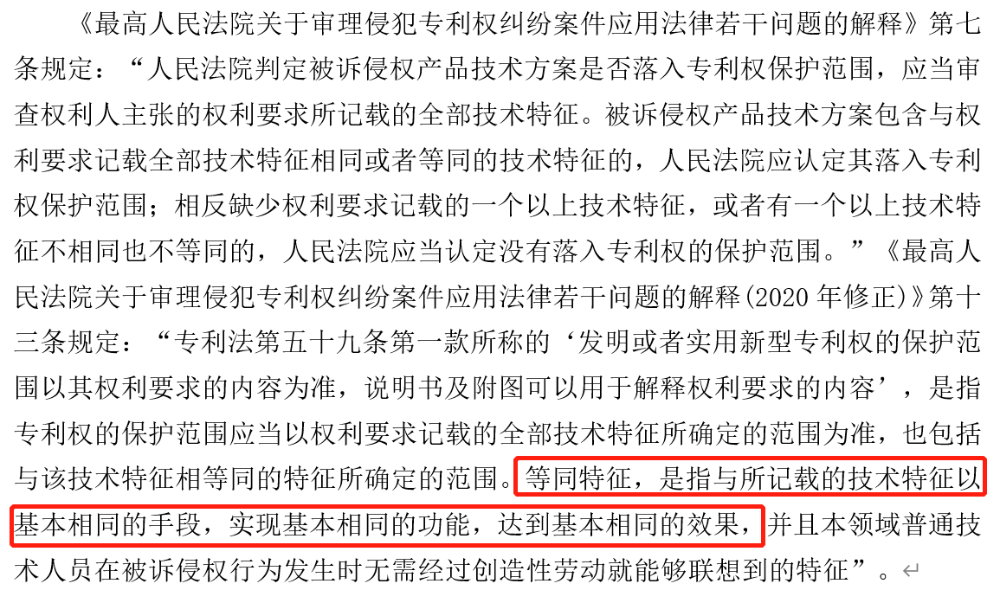 《最高人民法院关于审理侵犯专利权纠纷案件应用法律若干问题的解释》第七
条规定：“人民法院判定被诉侵权产品技术方案是否落入专利权保护范围，应当审
查权利人主张的权利要求所记载的全部技术特征。被诉侵权产品技术方案包含与权
利要求记载全部技术特征相同或者等同的技术特征的，人民法院应认定其落入专利
权保护范围；相反缺少权利要求记载的一个以上技术特征，或者有一个以上技术特
征不相同也不等同的，人民法院应当认定没有落入专利权的保护范围。”《最高人
民法院关于审理侵犯专利权纠纷案件应用法律若干问题的解释(2020 年修正)》第十
三条规定：“专利法第五十九条第一款所称的‘发明或者实用新型专利权的保护范
围以其权利要求的内容为准，说明书及附图可以用于解释权利要求的内容’，是指
专利权的保护范围应当以权利要求记载的全部技术特征所确定的范围为准，也包括
与该技术特征相等同的特征所确定的范围。等同特征，是指与所记载的技术特征以
基本相同的手段，实现基本相同的功能，达到基本相同的效果，并且本领域普通技
术人员在被诉侵权行为发生时无需经过创造性劳动就能够联想到的特征”。↵